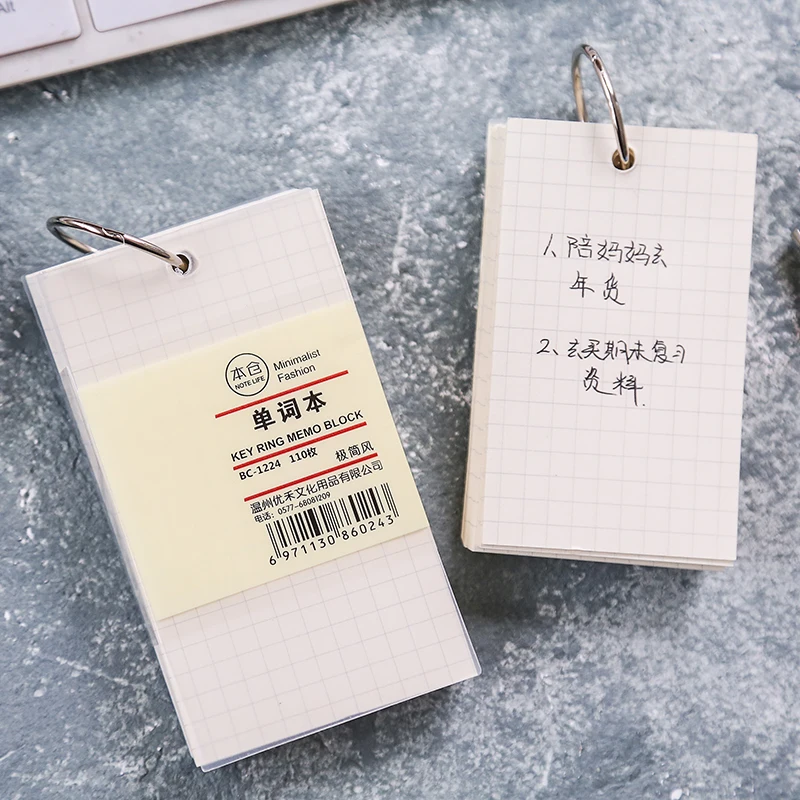 Alt
本仓
NOTE LIFE
Minimalist
Fashion
单词本
KEY RING MEMO BLOCK
BC-1224 110枚 极简风
温州优禾文化用品有限公司
电话：0577-68081209
6 971130 860243
1、陪妈妈去
年货
2、去买期末复习
资料.